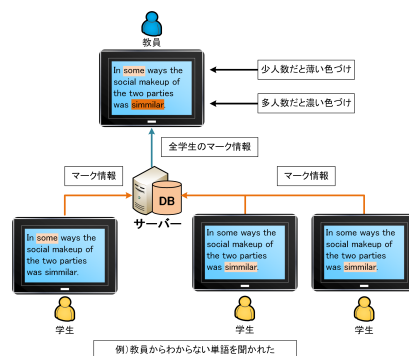 教員
In some ways the
social makeup of
the two parties
was simmilar.
少人数だと薄い色づけ
多人数だと濃い色づけ
全学生のマーク情報
マーク情報
マーク情報
DB
サーバー
In some ways the
social makeup of
the two parties
was simmilar.
In some ways the
social makeup of
the two parties
was simmilar.
In some ways the
social makeup of
the two parties
was simmilar.
学生
学生
学生
例）教員からわからない単語を聞かれた